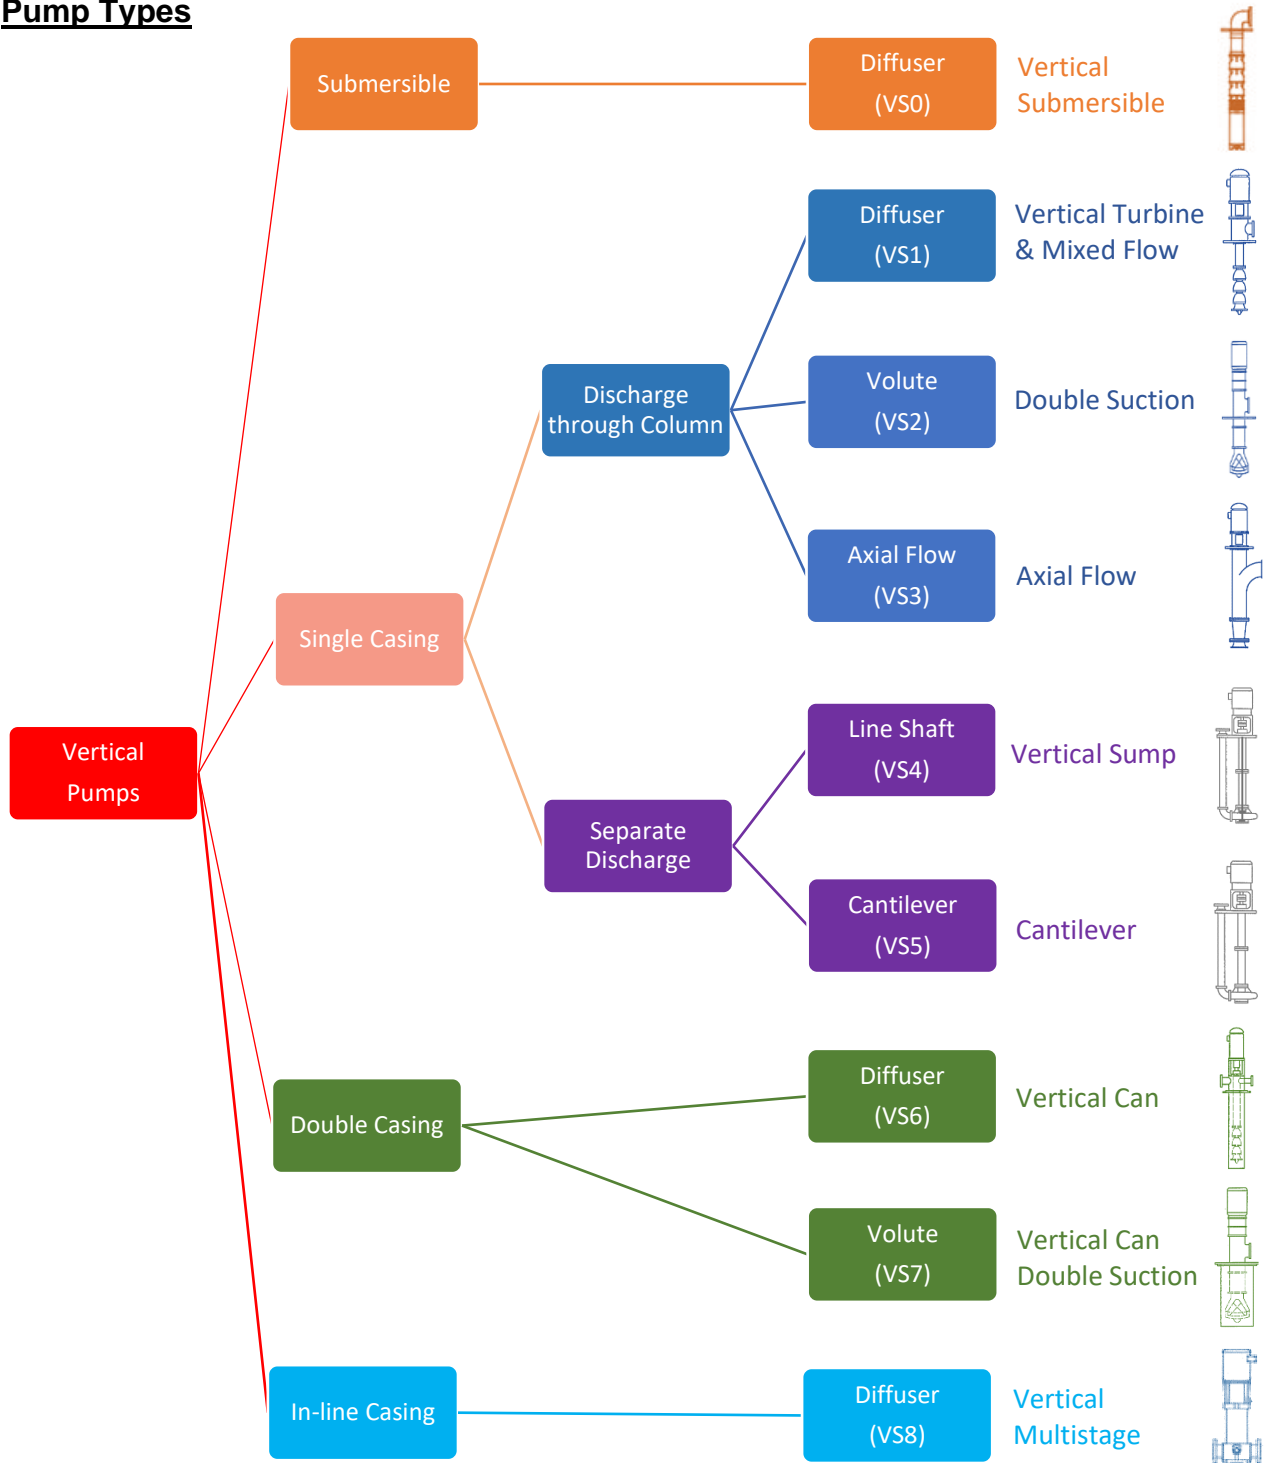 Pump Types
Submersible
Diffuser
(VS0)
Vertical
Submersible
Diffuser
(VS1)
Vertical Turbine
& Mixed Flow
Discharge
through Column
Volute
(VS2)
Double Suction
Axial Flow
(VS3)
Axial Flow
Single Casing
Vertical
Pumps
Line Shaft
(VS4)
Vertical Sump
Separate
Discharge
Cantilever
(VS5)
Cantilever
Double Casing
Diffuser
(VS6)
Vertical Can
Volute
(VS7)
Vertical Can
Double Suction
In-line Casing
Diffuser
(VS8)
Vertical
Multistage